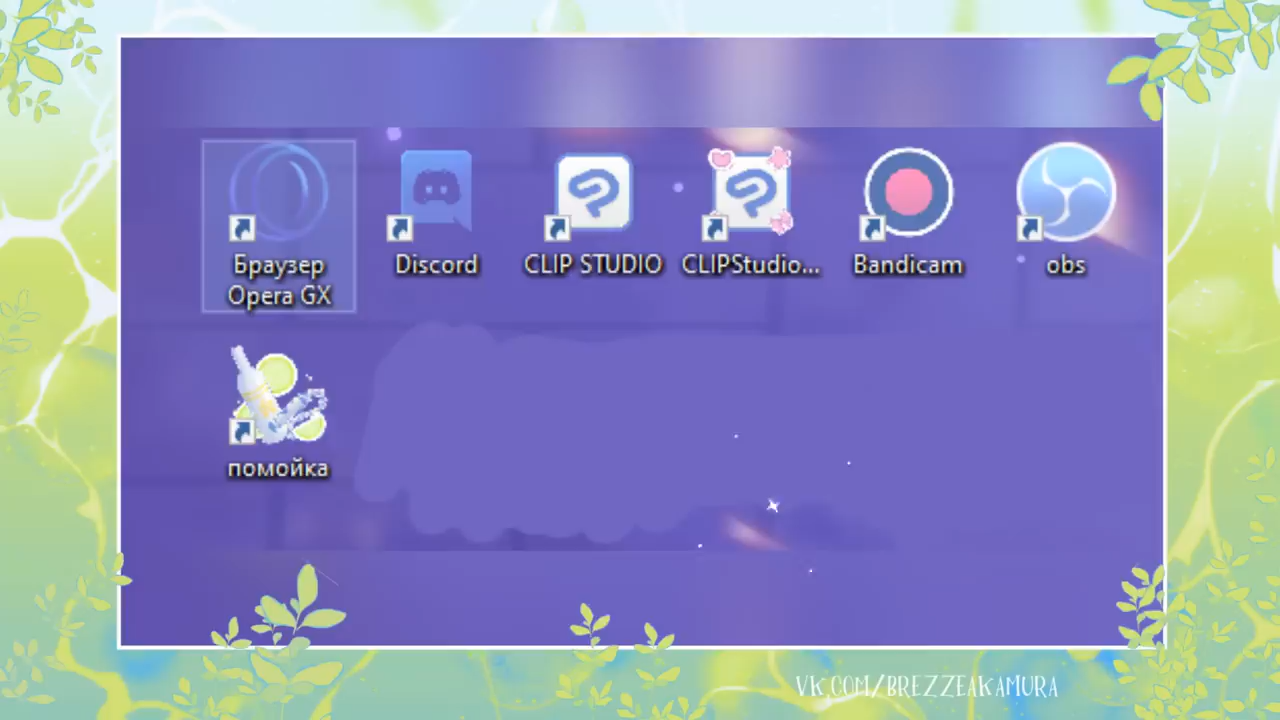 Браузер
Opera GX
Discord
CLIP STUDIO
CLIPStudio...
Bandicam
obs
помойка
VK.COM/BREZZEAKAMURA